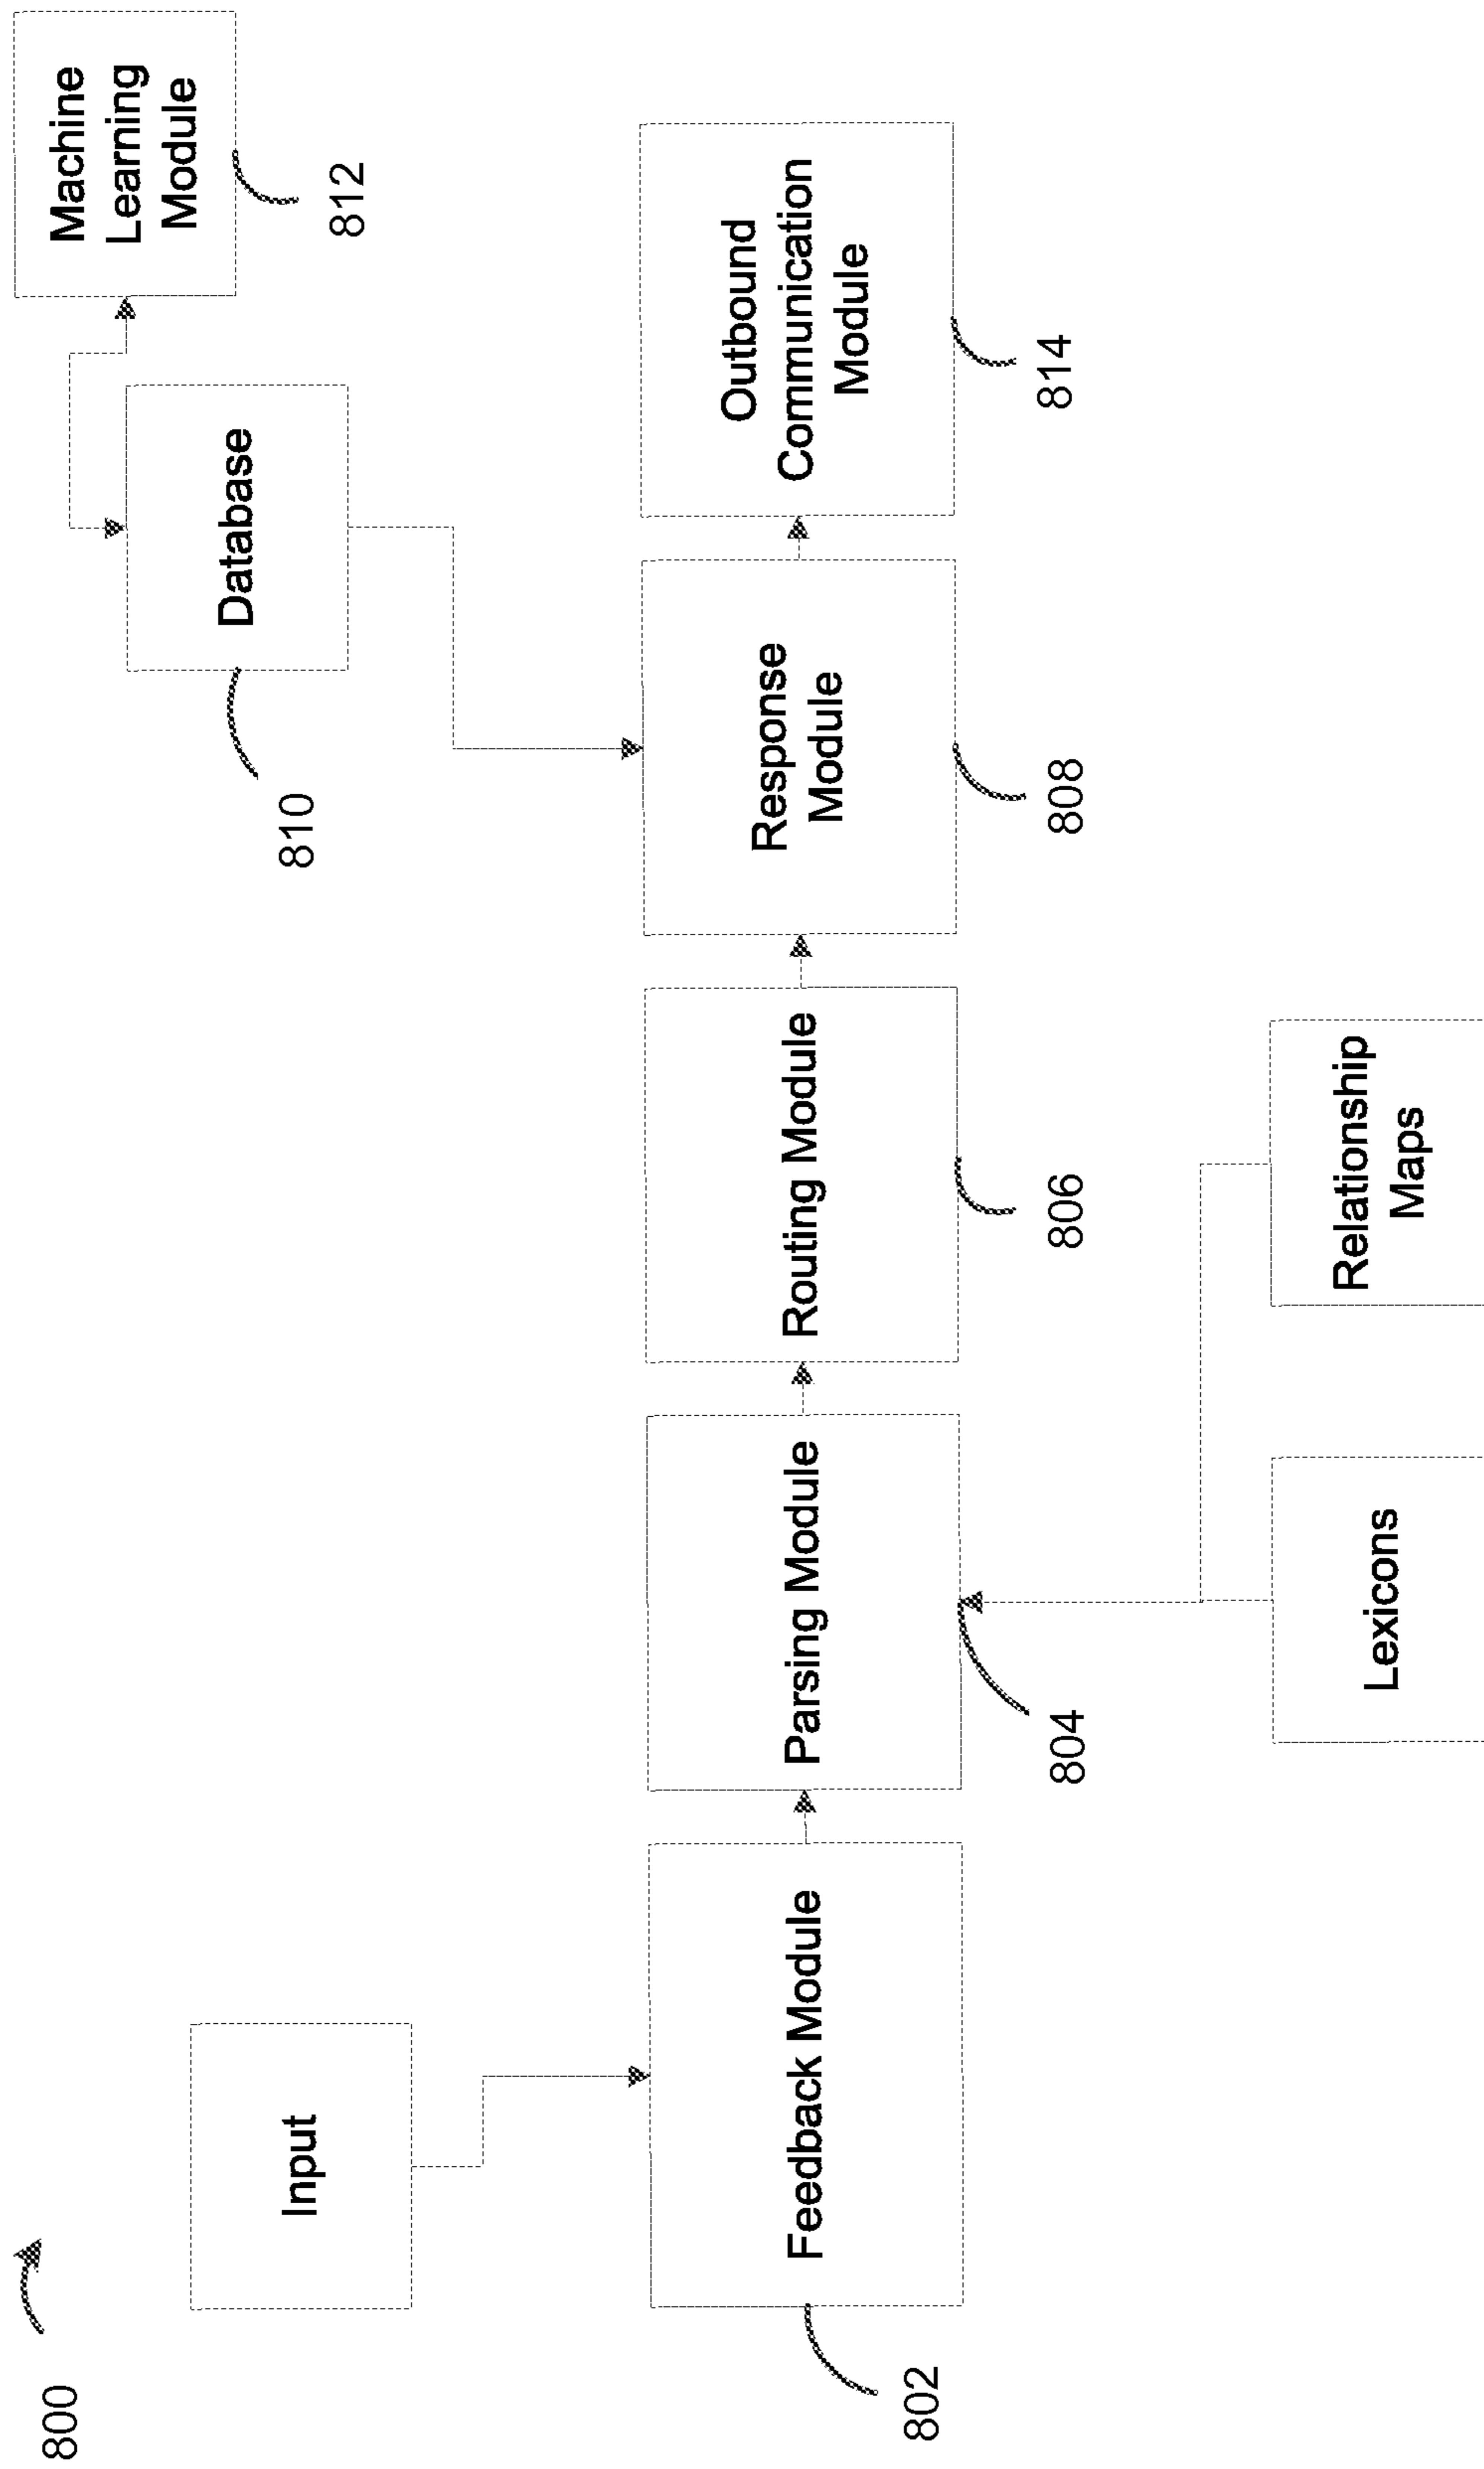 800
Input
Database
810
Machine
Learning
Module
812
802
Feedback Module
Parsing Module
804
Routing Module
806
Response
Module
808
Outbound
Communication
Module
814
Lexicons
Relationship
Maps